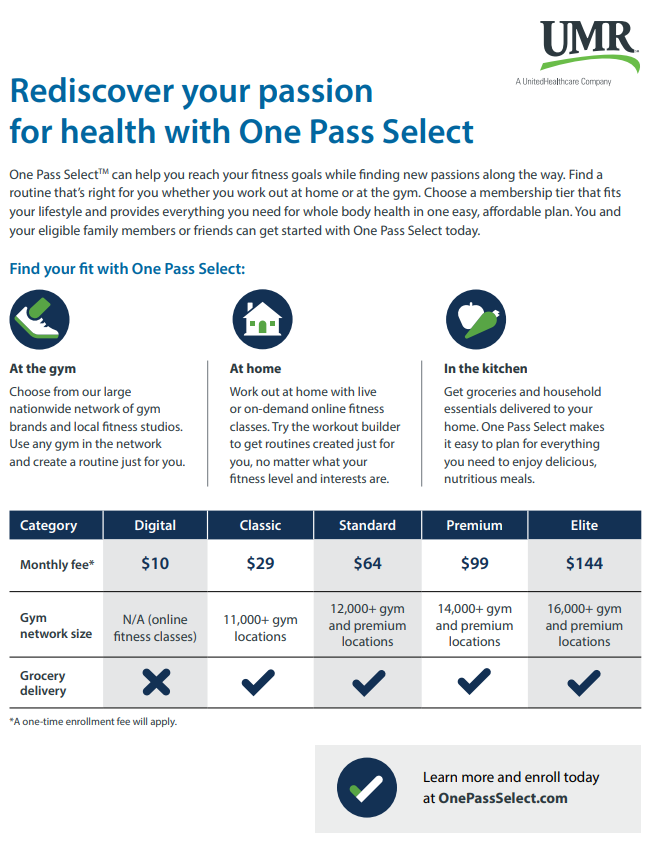 UMR
A UnitedHealthcare Company
Rediscover your passion
for health with One Pass Select
One Pass Select™ can help you reach your fitness goals while finding new passions along the way. Find a
routine that's right for you whether you work out at home or at the gym. Choose a membership tier that fits
your lifestyle and provides everything you need for whole body health in one easy, affordable plan. You and
your eligible family members or friends can get started with One Pass Select today.
Find your fit with One Pass Select:
At the gym
Choose from our large
nationwide network of gym
brands and local fitness studios.
Use any gym in the network
and create a routine just for you.
At home
Work out at home with live
or on-demand online fitness
classes. Try the workout builder
to get routines created just for
you, no matter what your
fitness level and interests are.
In the kitchen
Get groceries and household
essentials delivered to your
home. One Pass Select makes
it easy to plan for everything
you need to enjoy delicious,
nutritious meals.
Category Digital Classic Standard Premium Elite
Monthly fee* $10 $29 $64 $99 $144
Gym
network size
N/A (online
fitness classes)
11,000+ gym
locations
12,000+ gym
and premium
locations
14,000+ gym
and premium
locations
16,000+ gym
and premium
locations
Grocery
delivery
*A one-time enrollment fee will apply.
Learn more and enroll today
at OnePassSelect.com